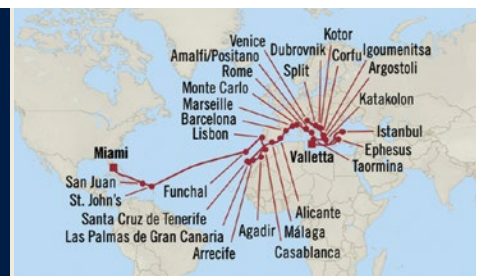 Kotor
Venice
Dubrovnik
Igoumenitsa
Amalfi/Positano
Corfu
Rome
Split
Argostoli
Monte Carlo
Marseille
Katakolon
Barcelona
Lisbon
Istanbul
Miami
Valletta
Ephesus
Taormina
San Juan
St. John's
Funchal
Alicante
Santa Cruz de Tenerife
Agadir
Málaga
Las Palmas de Gran Canaria
Casablanca
Arrecife